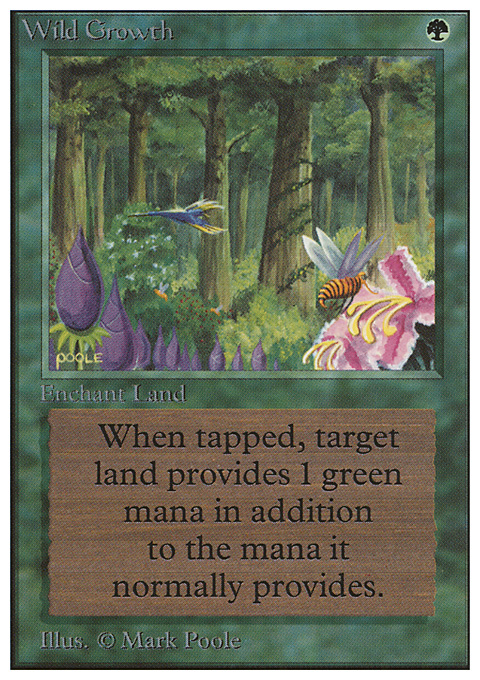 Wild Growth
POOLE
Enchant Land
When tapped, target
land provides 1 green
mana in addition
to the mana it
normally provides.
Illus. © Mark Poole